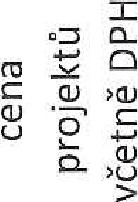 cena
projektů
včetně DPH